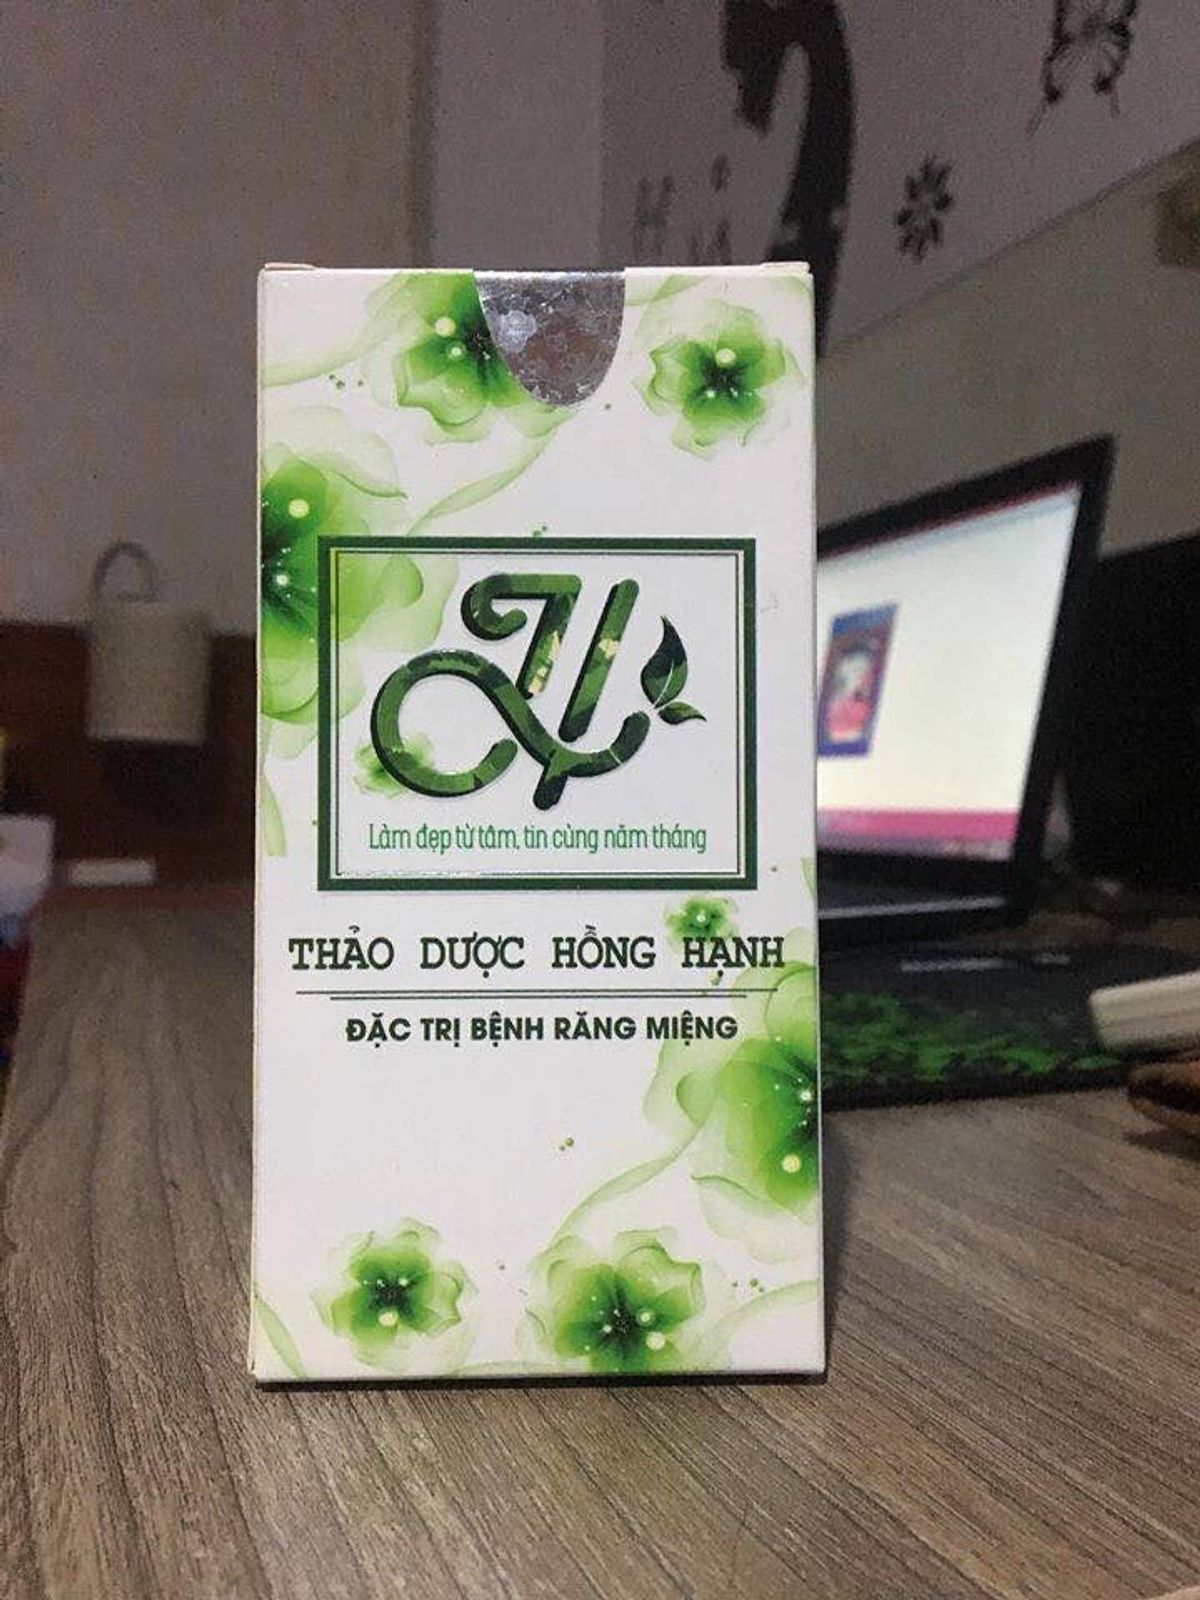 H
Làm đẹp từ tâm, tin cùng năm tháng
THẢO DƯỢC HỒNG HẠNH
ĐẶC TRỊ BỆNH RĂNG MIỆNG